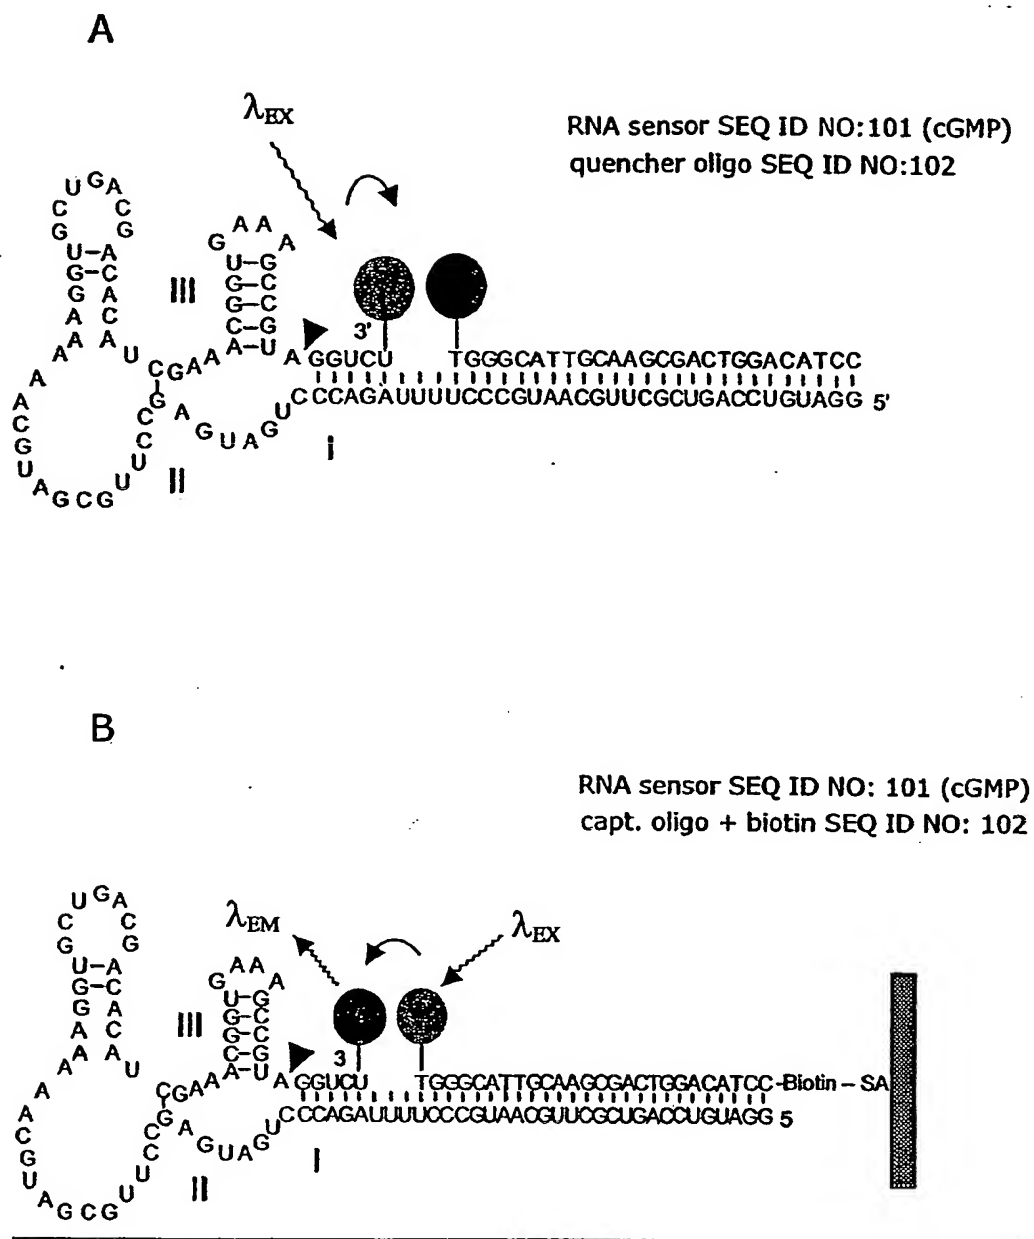 A
λEX
RNA sensor SEQ ID NO:101 (cGMP)
quencher oligo SEQ ID NO:102
III
3'
AGGUCU
TGGGCATTGCAAGCGACTGGACATCC
CCCAGAUUUUCCCGUAACGUUCGCUGACCUGUAGG 5'
I
II
B
RNA sensor SEQ ID NO: 101 (cGMP)
capt. oligo + biotin SEQ ID NO: 102
λEM
λEX
III
3
AGGUCU
TGGGCATTGCAAGCGACTGGACATCC-Biotin – SA
CCCAGAUUUUCCCGUAACGUUCGCUGACCUGUAGG 5
I
II